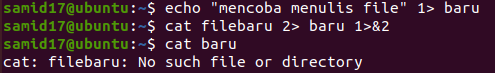 samid17@ubuntu:~$ echo "mencoba menulis file" 1> baru
samid17@ubuntu:~$ cat filebaru 2> baru 1>&2
samid17@ubuntu:~$ cat baru
cat: filebaru: No such file or directory